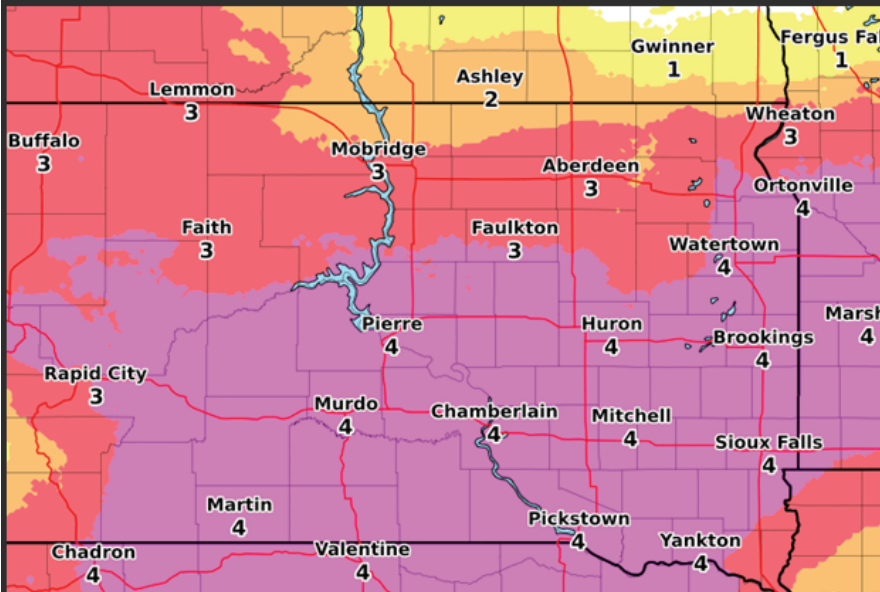 Gwinner
1
Fergus Fal
1
Ashley
2
Lemmon
3
Wheaton
3
Buffalo
3
Mobridge
3
Aberdeen
3
Ortonville
4
Faith
3
Faulkton
3
Watertown
4
Marsh
4
Pierre
4
Huron
4
Brookings
4
Rapid City
3
Murdo
4
Chamberlain
4
Mitchell
4
Sioux Falls
4
Martin
4
Pickstown
4
Yankton
4
Chadron
4
Valentine
4